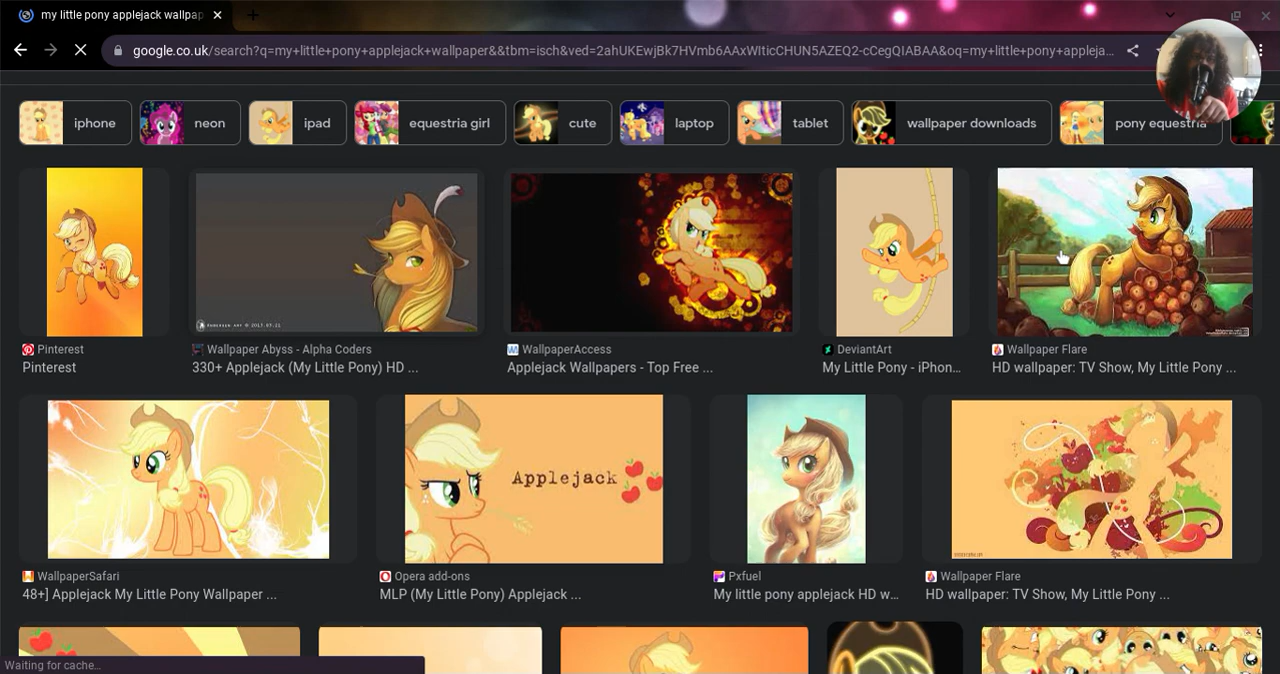 my little pony applejack wallpap
google.co.uk/search?q=my+little+pony+applejack+wallpaper&&tbm=isch&ved=2ahUKEwjBk7HVmb6AAxWIticCHUN5AZEQ2-cCegQIABAA&oq=my+little+pony+appleja...
iphone neon ipad equestria girl cute laptop tablet wallpaper downloads pony equestria
Pinterest Wallpaper Abyss - Alpha Coders WallpaperAccess DeviantArt Wallpaper Flare
Pinterest 330+ Applejack (My Little Pony) HD ... Applejack Wallpapers - Top Free ... My Little Pony - iPhon... HD wallpaper: TV Show, My Little Pony ...
Applejack
WallpaperSafari Opera add-ons Pxfuel Wallpaper Flare
48+] Applejack My Little Pony Wallpaper ... MLP (My Little Pony) Applejack ... My little pony applejack HD w... HD wallpaper: TV Show, My Little Pony ...
Waiting for cache...